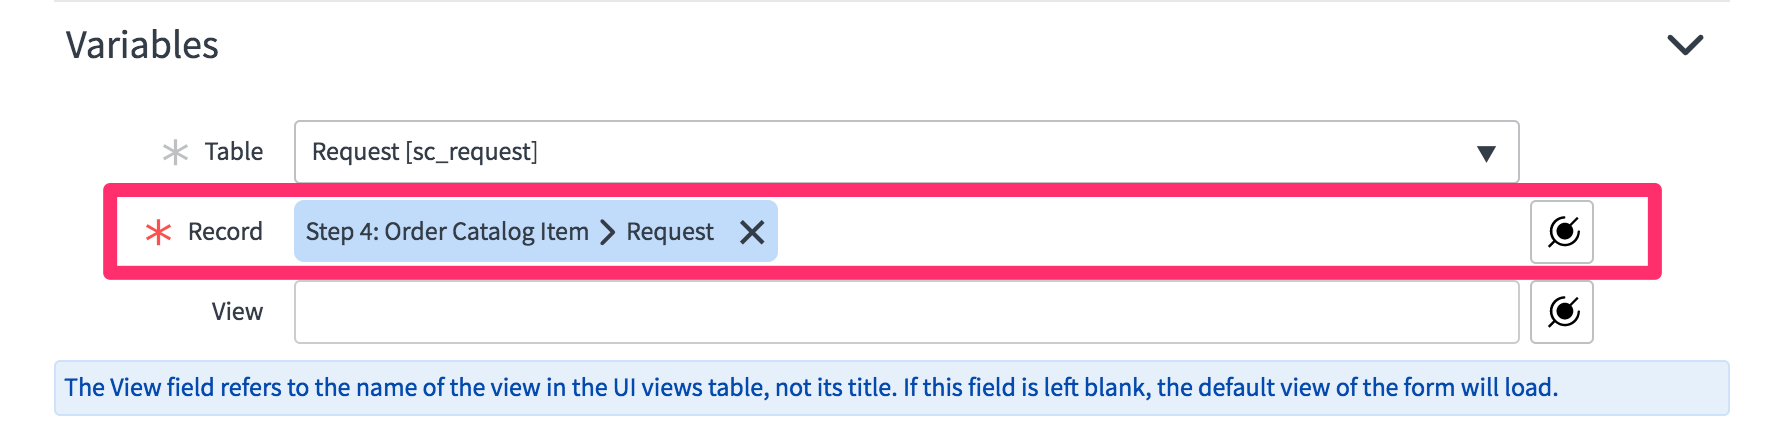 Variables
Table Request [sc_request]
Record Step 4: Order Catalog Item Request
View
The View field refers to the name of the view in the UI views table, not its title. If this field is left blank, the default view of the form will load.